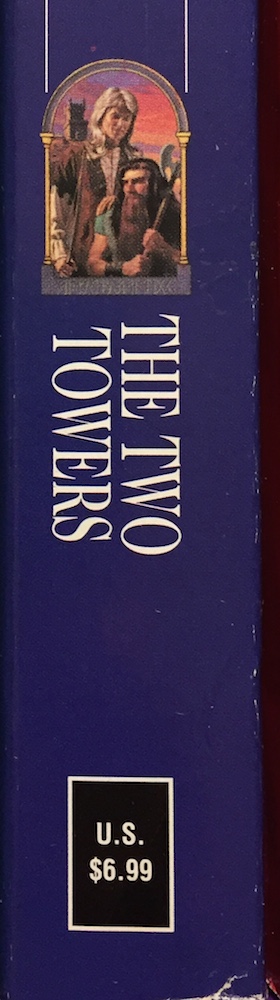 THE TWO
TOWERS
U.S.
$6.99